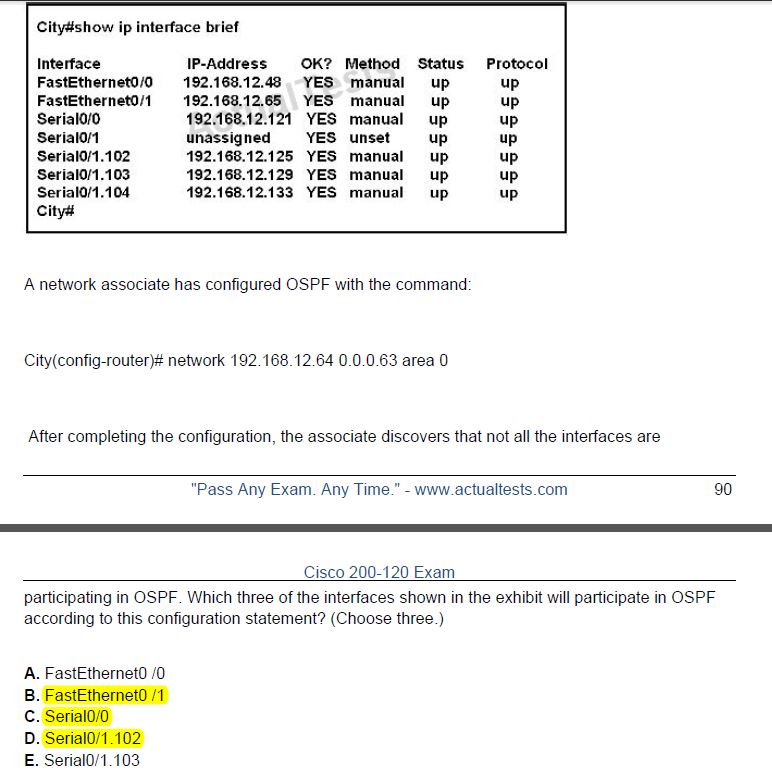 City#show ip interface brief
Interface IP-Address OK? Method Status Protocol
FastEthernet0/0 192.168.12.48 YES manual up up
FastEthernet0/1 192.168.12.65 YES manual up up
Serial0/0 192.168.12.121 YES manual up up
Serial0/1 unassigned YES unset up up
Serial0/1.102 192.168.12.125 YES manual up up
Serial0/1.103 192.168.12.129 YES manual up up
Serial0/1.104 192.168.12.133 YES manual up up
City#
ActualTests
A network associate has configured OSPF with the command:
City(config-router)# network 192.168.12.64 0.0.0.63 area 0
After completing the configuration, the associate discovers that not all the interfaces are
"Pass Any Exam. Any Time." - www.actualtests.com 90
Cisco 200-120 Exam
participating in OSPF. Which three of the interfaces shown in the exhibit will participate in OSPF
according to this configuration statement? (Choose three.)
A. FastEthernet0 /0
B. FastEthernet0 /1
C. Serial0/0
D. Serial0/1.102
E. Serial0/1.103